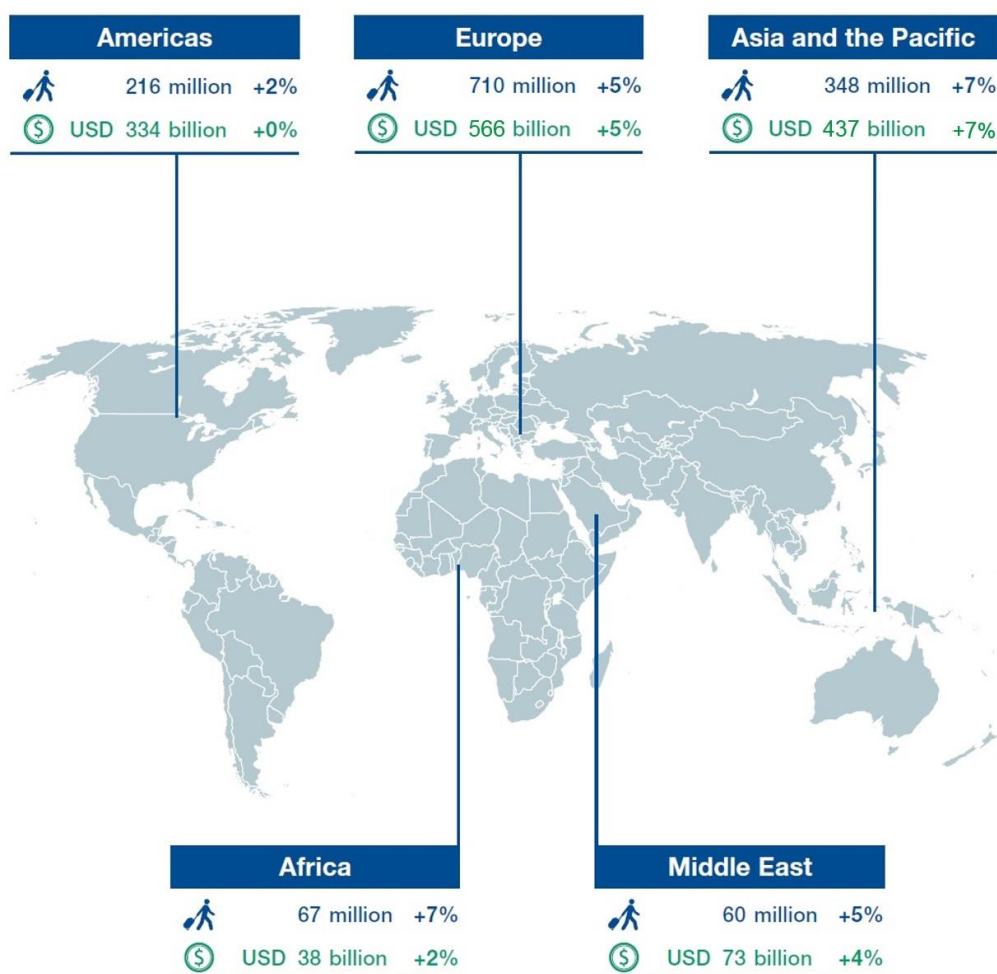 Americas
216 million +2%
$ USD 334 billion +0%
Europe
710 million +5%
$ USD 566 billion +5%
Asia and the Pacific
348 million +7%
$ USD 437 billion +7%
Africa
67 million +7%
$ USD 38 billion +2%
Middle East
60 million +5%
$ USD 73 billion +4%